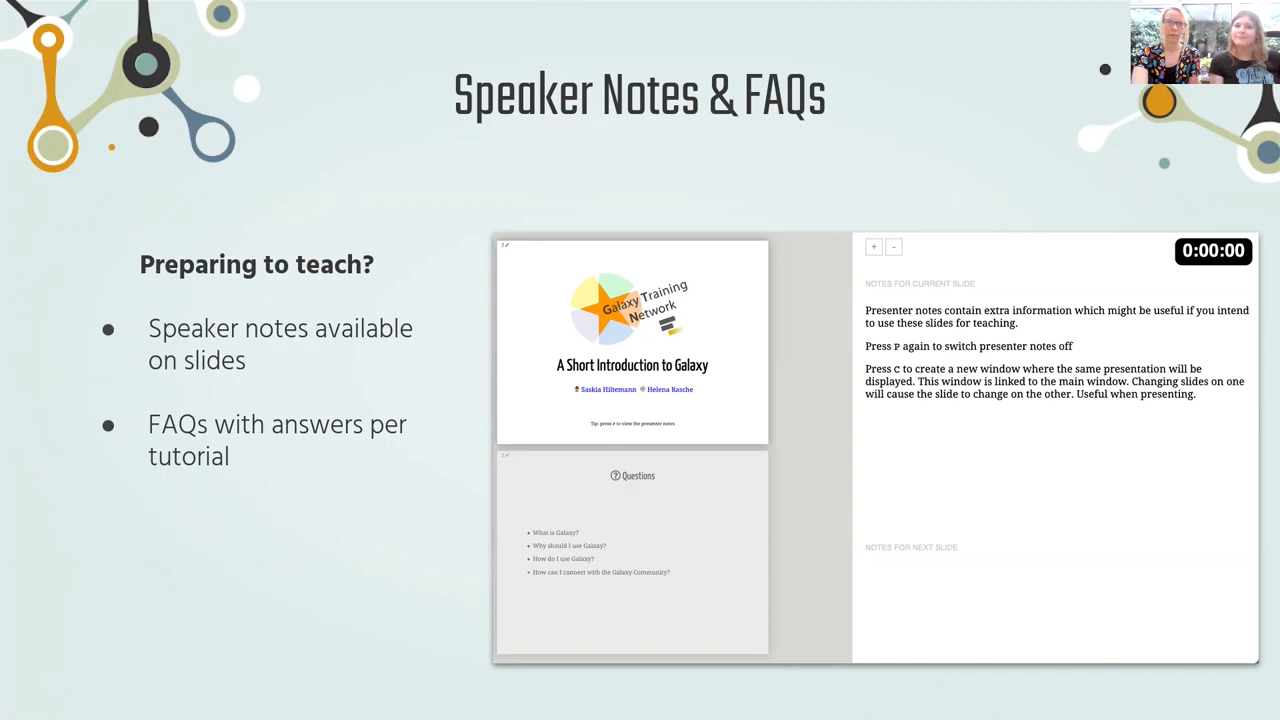 Speaker Notes & FAQs
Preparing to teach?
● Speaker notes available
on slides
● FAQs with answers per
tutorial
Galaxy Training
Network
A Short Introduction to Galaxy
Saskia Hiltemann Helena Rasche
Tip: press P to view the presenter notes
Questions
• What is Galaxy?
• Why should I use Galaxy?
• How do I use Galaxy?
• How can I connect with the Galaxy Community?
+ -
0:00:00
NOTES FOR CURRENT SLIDE
Presenter notes contain extra information which might be useful if you intend
to use these slides for teaching.
Press P again to switch presenter notes off
Press C to create a new window where the same presentation will be
displayed. This window is linked to the main window. Changing slides on one
will cause the slide to change on the other. Useful when presenting.
NOTES FOR NEXT SLIDE